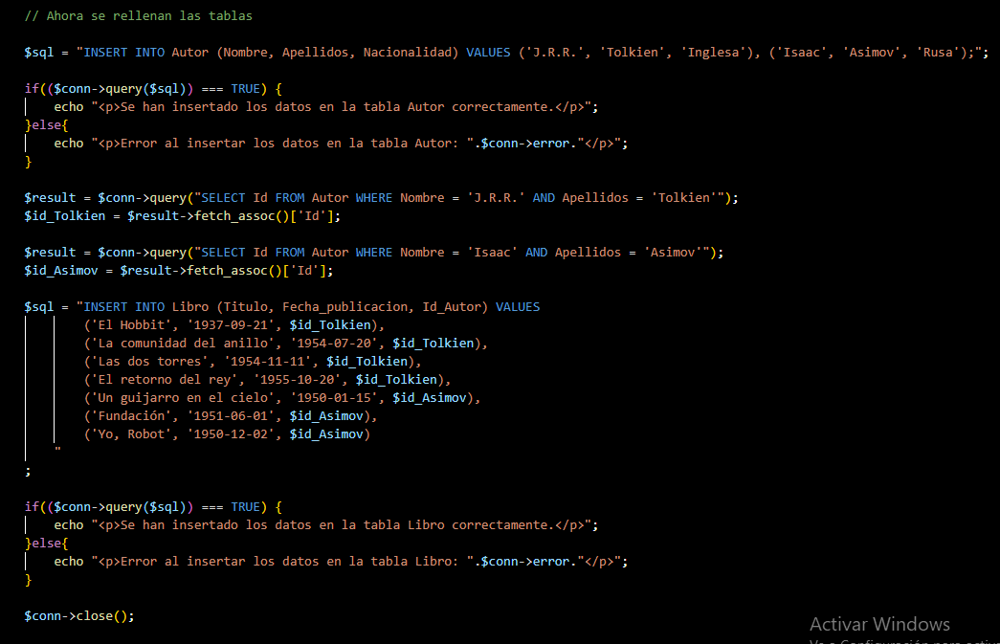 // Ahora se rellenan las tablas
$sql = "INSERT INTO Autor (Nombre, Apellidos, Nacionalidad) VALUES ('J.R.R.', 'Tolkien', 'Inglesa'), ('Isaac', 'Asimov', 'Rusa');";
if(($conn->query($sql)) === TRUE) {
echo "<p>Se han insertado los datos en la tabla Autor correctamente.</p>";
}else{
echo "<p>Error al insertar los datos en la tabla Autor: ".$conn->error."</p>";
}
$result = $conn->query("SELECT Id FROM Autor WHERE Nombre = 'J.R.R.' AND Apellidos = 'Tolkien'");
$id_Tolkien = $result->fetch_assoc()['Id'];
$result = $conn->query("SELECT Id FROM Autor WHERE Nombre = 'Isaac' AND Apellidos = 'Asimov'");
$id_Asimov = $result->fetch_assoc()['Id'];
$sql = "INSERT INTO Libro (Titulo, Fecha_publicacion, Id_Autor) VALUES
('El Hobbit', '1937-09-21', $id_Tolkien),
('La comunidad del anillo', '1954-07-20', $id_Tolkien),
('Las dos torres', '1954-11-11', $id_Tolkien),
('El retorno del rey', '1955-10-20', $id_Tolkien),
('Un guijarro en el cielo', '1950-01-15', $id_Asimov),
('Fundación', '1951-06-01', $id_Asimov),
('Yo, Robot', '1950-12-02', $id_Asimov)
"
;
if(($conn->query($sql)) === TRUE) {
echo "<p>Se han insertado los datos en la tabla Libro correctamente.</p>";
}else{
echo "<p>Error al insertar los datos en la tabla Libro: ".$conn->error."</p>";
}
$conn->close();
Activar Windows